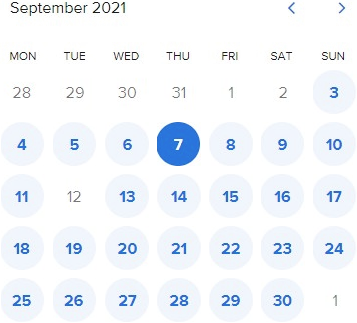 September 2021
MON TUE WED THU FRI SAT SUN
28 29 30 31 1 2 3
4 5 6 7 8 9 10
11 12 13 14 15 16 17
18 19 20 21 22 23 24
25 26 27 28 29 30 1